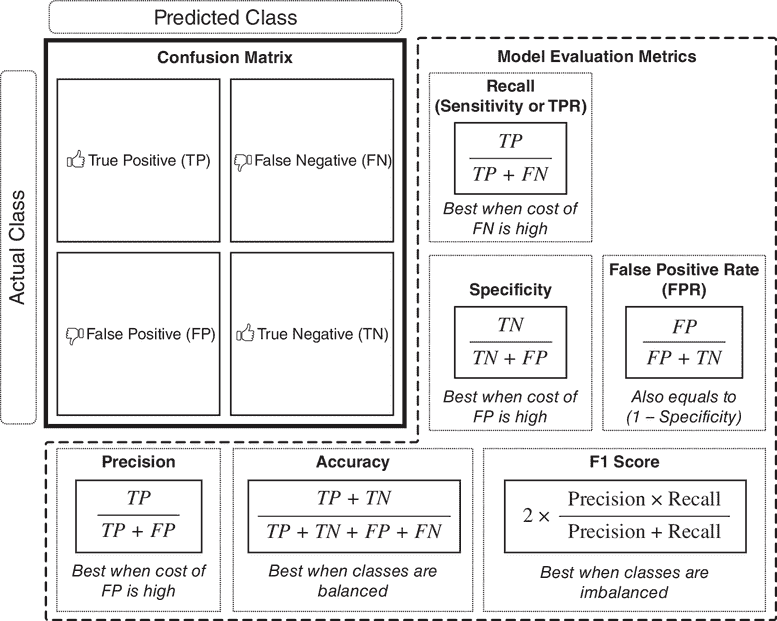 Predicted Class
Actual Class
Confusion Matrix
True Positive (TP)
False Negative (FN)
False Positive (FP)
True Negative (TN)
Model Evaluation Metrics
Recall
(Sensitivity or TPR)
TP
TP + FN
Best when cost of
FN is high
Specificity
TN
TN + FP
Best when cost of
FP is high
False Positive Rate
(FPR)
FP
FP + TN
Also equals to
(1 – Specificity)
Precision
TP
TP + FP
Best when cost of
FP is high
Accuracy
TP + TN
TP + TN + FP + FN
Best when classes are
balanced
F1 Score
2 ×
Precision × Recall
Precision + Recall
Best when classes are
imbalanced